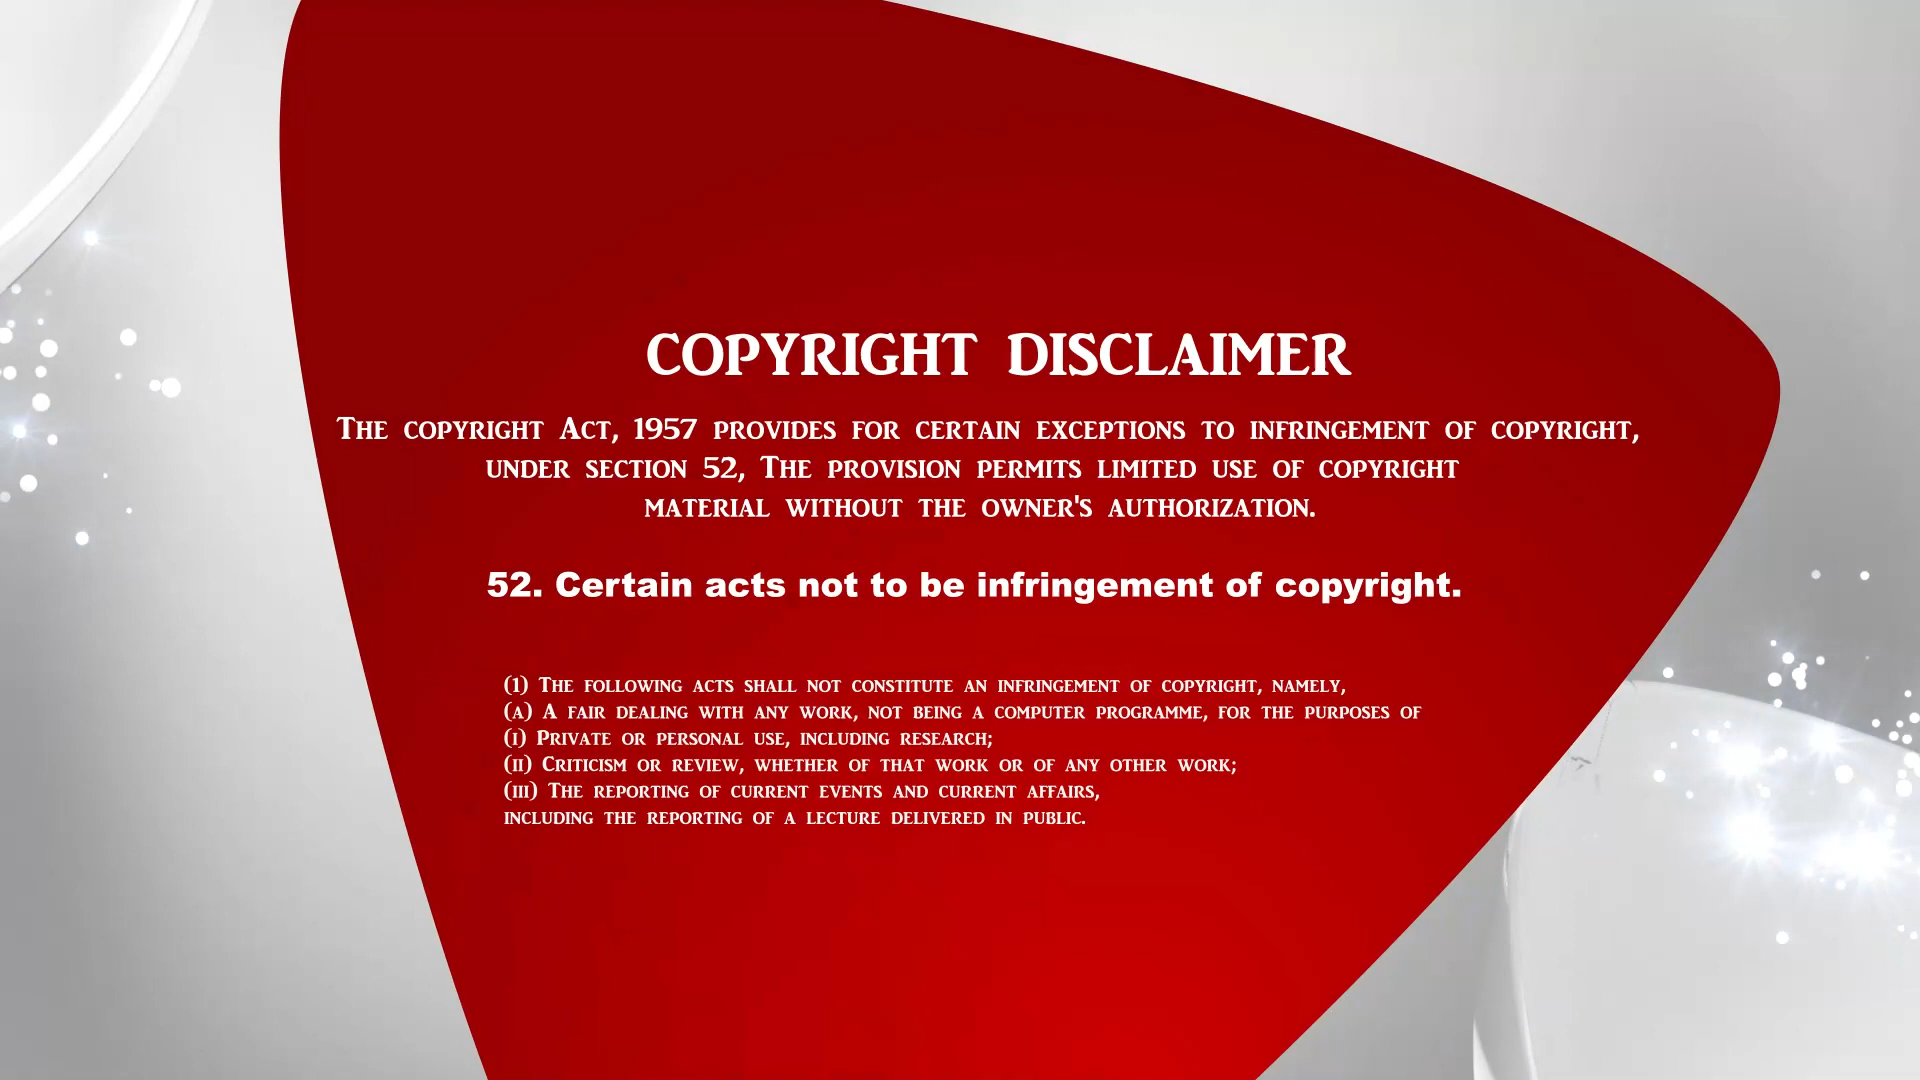 COPYRIGHT DISCLAIMER
The copyright Act, 1957 provides for certain exceptions to infringement of copyright,
under section 52, The provision permits limited use of copyright
material without the owner's authorization.
52. Certain acts not to be infringement of copyright.
(1) The following acts shall not constitute an infringement of copyright, namely,
(a) A fair dealing with any work, not being a computer programme, for the purposes of
(i) Private or personal use, including research;
(ii) Criticism or review, whether of that work or of any other work;
(iii) The reporting of current events and current affairs,
including the reporting of a lecture delivered in public.